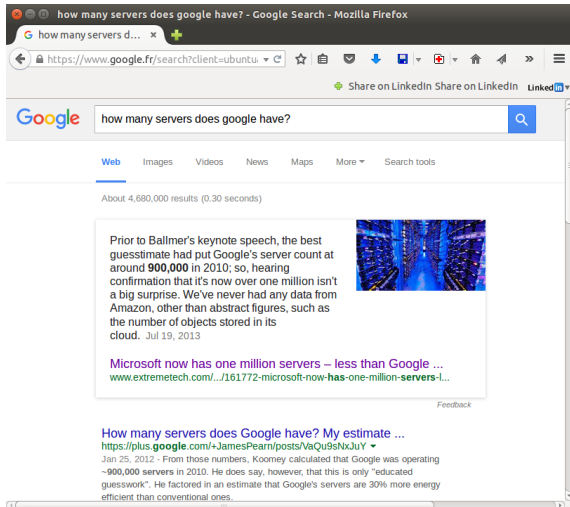 how many servers does google have? - Google Search - Mozilla Firefox
G how many servers d... ×
https://www.google.fr/search?client=ubuntu
Share on LinkedIn Share on LinkedIn Linked in
Google how many servers does google have?
Web Images Videos News Maps More Search tools
About 4,680,000 results (0.30 seconds)
Prior to Ballmer's keynote speech, the best
guesstimate had put Google's server count at
around 900,000 in 2010; so, hearing
confirmation that it's now over one million isn't
a big surprise. We've never had any data from
Amazon, other than abstract figures, such as
the number of objects stored in its
cloud. Jul 19, 2013
Microsoft now has one million servers – less than Google ...
www.extremetech.com/.../161772-microsoft-now-has-one-million-servers-l...
Feedback
How many servers does Google have? My estimate ...
https://plus.google.com/+JamesPearn/posts/VaQu9sNxJuY
Jan 25, 2012 - From those numbers, Koomey calculated that Google was operating
~900,000 servers in 2010. He does say, however, that this is only "educated
guesswork". He factored in an estimate that Google's servers are 30% more energy
efficient than conventional ones.